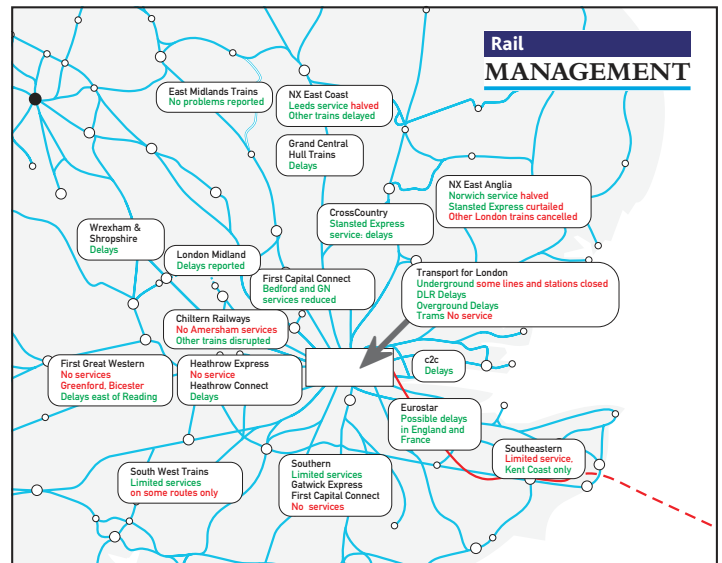 Rail
MANAGEMENT
East Midlands Trains
No problems reported
NX East Coast
Leeds service halved
Other trains delayed
Grand Central
Hull Trains
Delays
NX East Anglia
Norwich service halved
Stansted Express curtailed
Other London trains cancelled
CrossCountry
Stansted Express
service: delays
Wrexham &
Shropshire
Delays
London Midland
Delays reported
First Capital Connect
Bedford and GN
services reduced
Transport for London
Underground some lines and stations closed
DLR Delays
Overground Delays
Trams No service
Chiltern Railways
No Amersham services
Other trains disrupted
First Great Western
No services
Greenford, Bicester
Delays east of Reading
Heathrow Express
No service
Heathrow Connect
Delays
c2c
Delays
Eurostar
Possible delays
in England and
France
Southeastern
Limited service,
Kent Coast only
South West Trains
Limited services
on some routes only
Southern
Limited services
Gatwick Express
First Capital Connect
No services